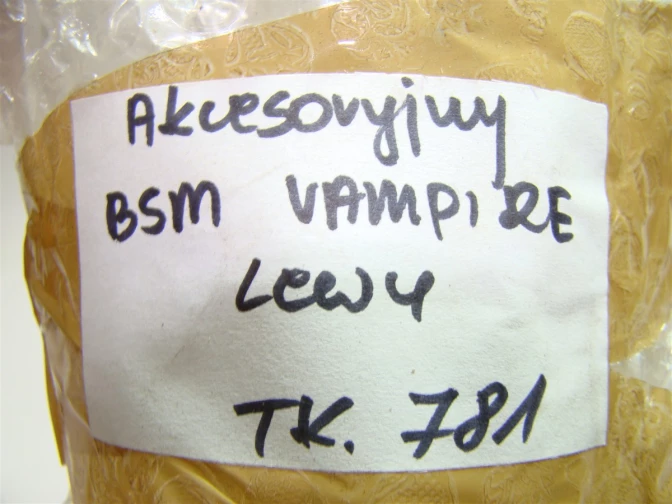 Akcesoryjny
BSM VAMPIRE
Lewy
TK. 781